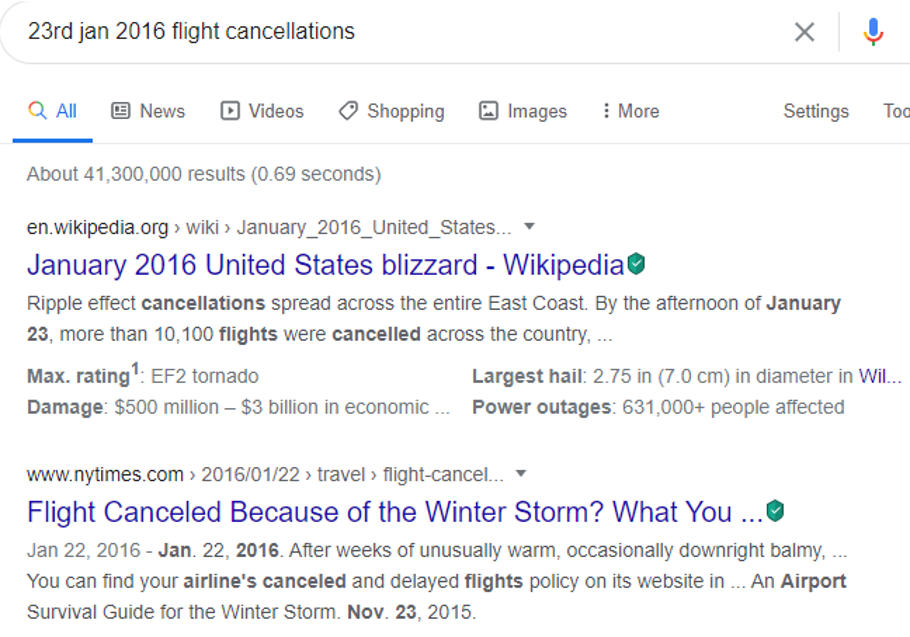 23rd jan 2016 flight cancellations
All News Videos Shopping Images More Settings Too
About 41,300,000 results (0.69 seconds)
en.wikipedia.org › wiki › January_2016_United_States...
January 2016 United States blizzard - Wikipedia
Ripple effect cancellations spread across the entire East Coast. By the afternoon of January
23, more than 10,100 flights were cancelled across the country, ...
Max. rating1: EF2 tornado Largest hail: 2.75 in (7.0 cm) in diameter in Wil...
Damage: $500 million – $3 billion in economic ... Power outages: 631,000+ people affected
www.nytimes.com › 2016/01/22 › travel › flight-cancel...
Flight Canceled Because of the Winter Storm? What You ...
Jan 22, 2016 - Jan. 22, 2016. After weeks of unusually warm, occasionally downright balmy, ...
You can find your airline's canceled and delayed flights policy on its website in ... An Airport
Survival Guide for the Winter Storm. Nov. 23, 2015.